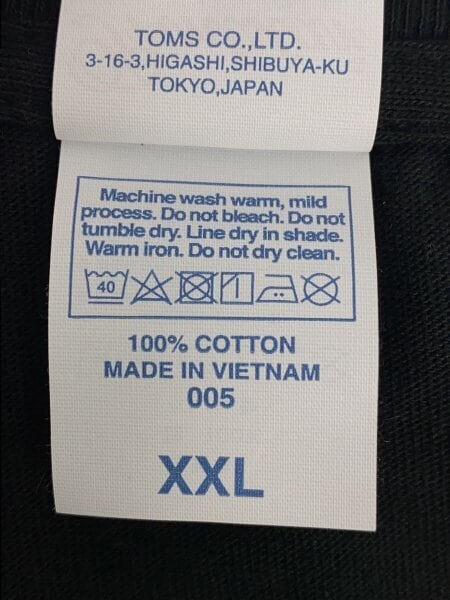 TOMS CO.,LTD.
3-16-3,HIGASHI,SHIBUYA-KU
TOKYO,JAPAN
Machine wash warm, mild
process. Do not bleach. Do not
tumble dry. Line dry in shade.
Warm iron. Do not dry clean.
40
100% COTTON
MADE IN VIETNAM
005
XXL